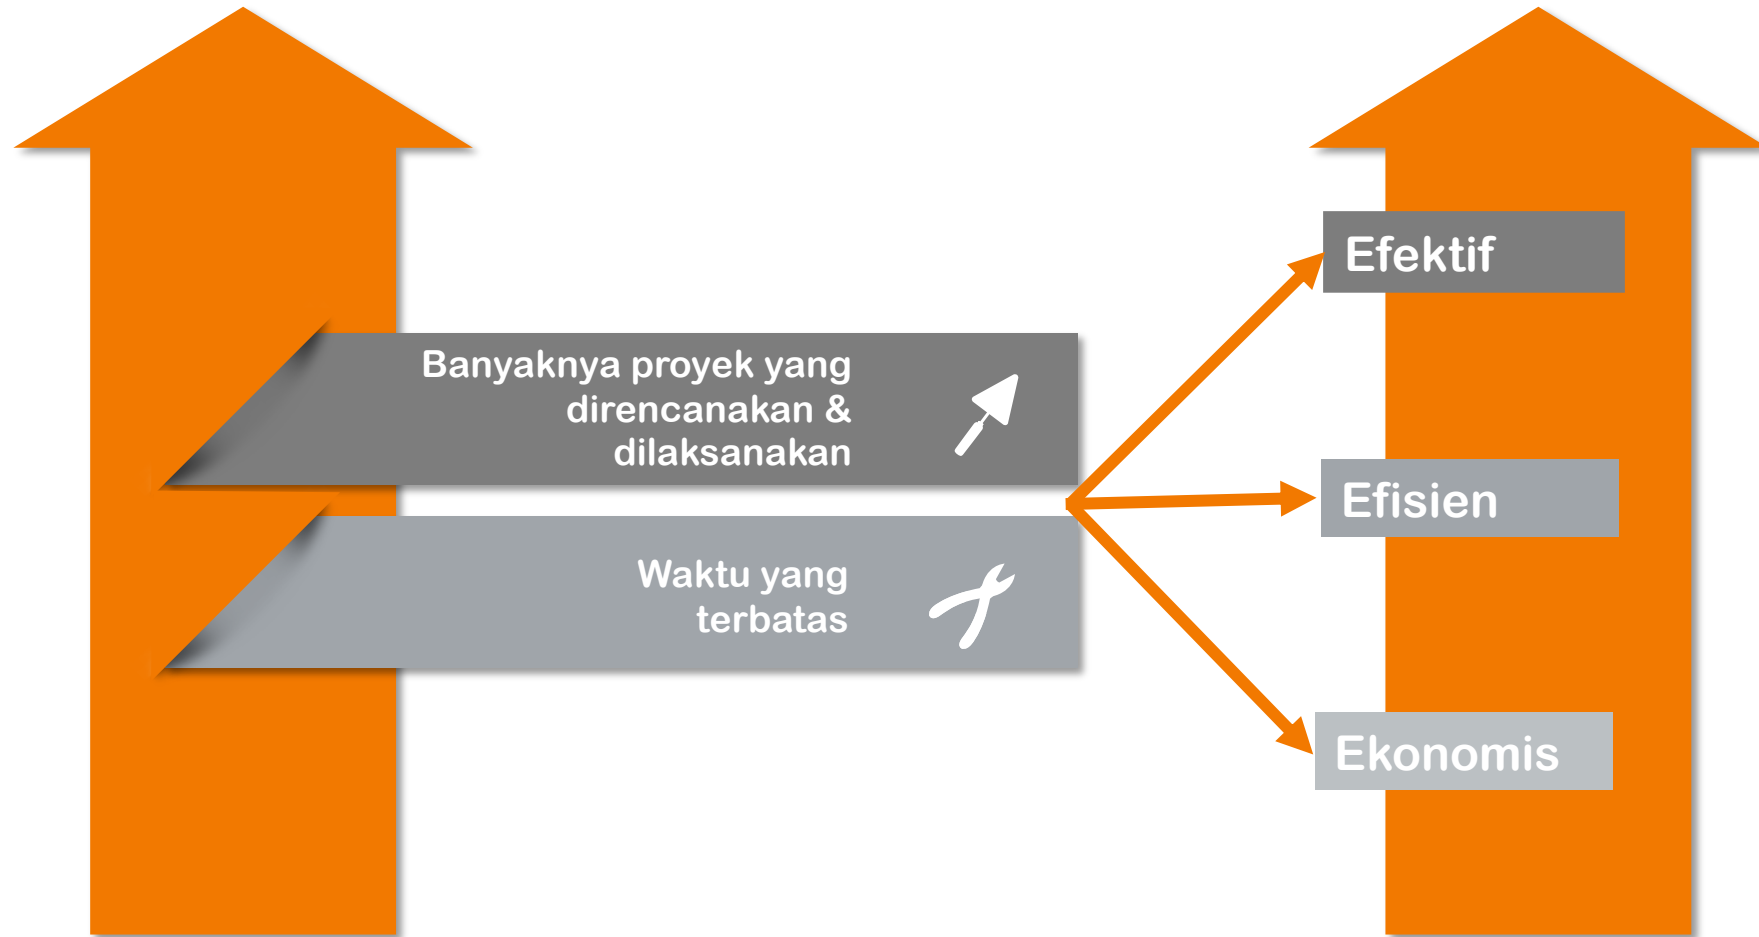 Banyaknya proyek yang
direncanakan &
dilaksanakan
Waktu yang
terbatas
Efektif
Efisien
Ekonomis